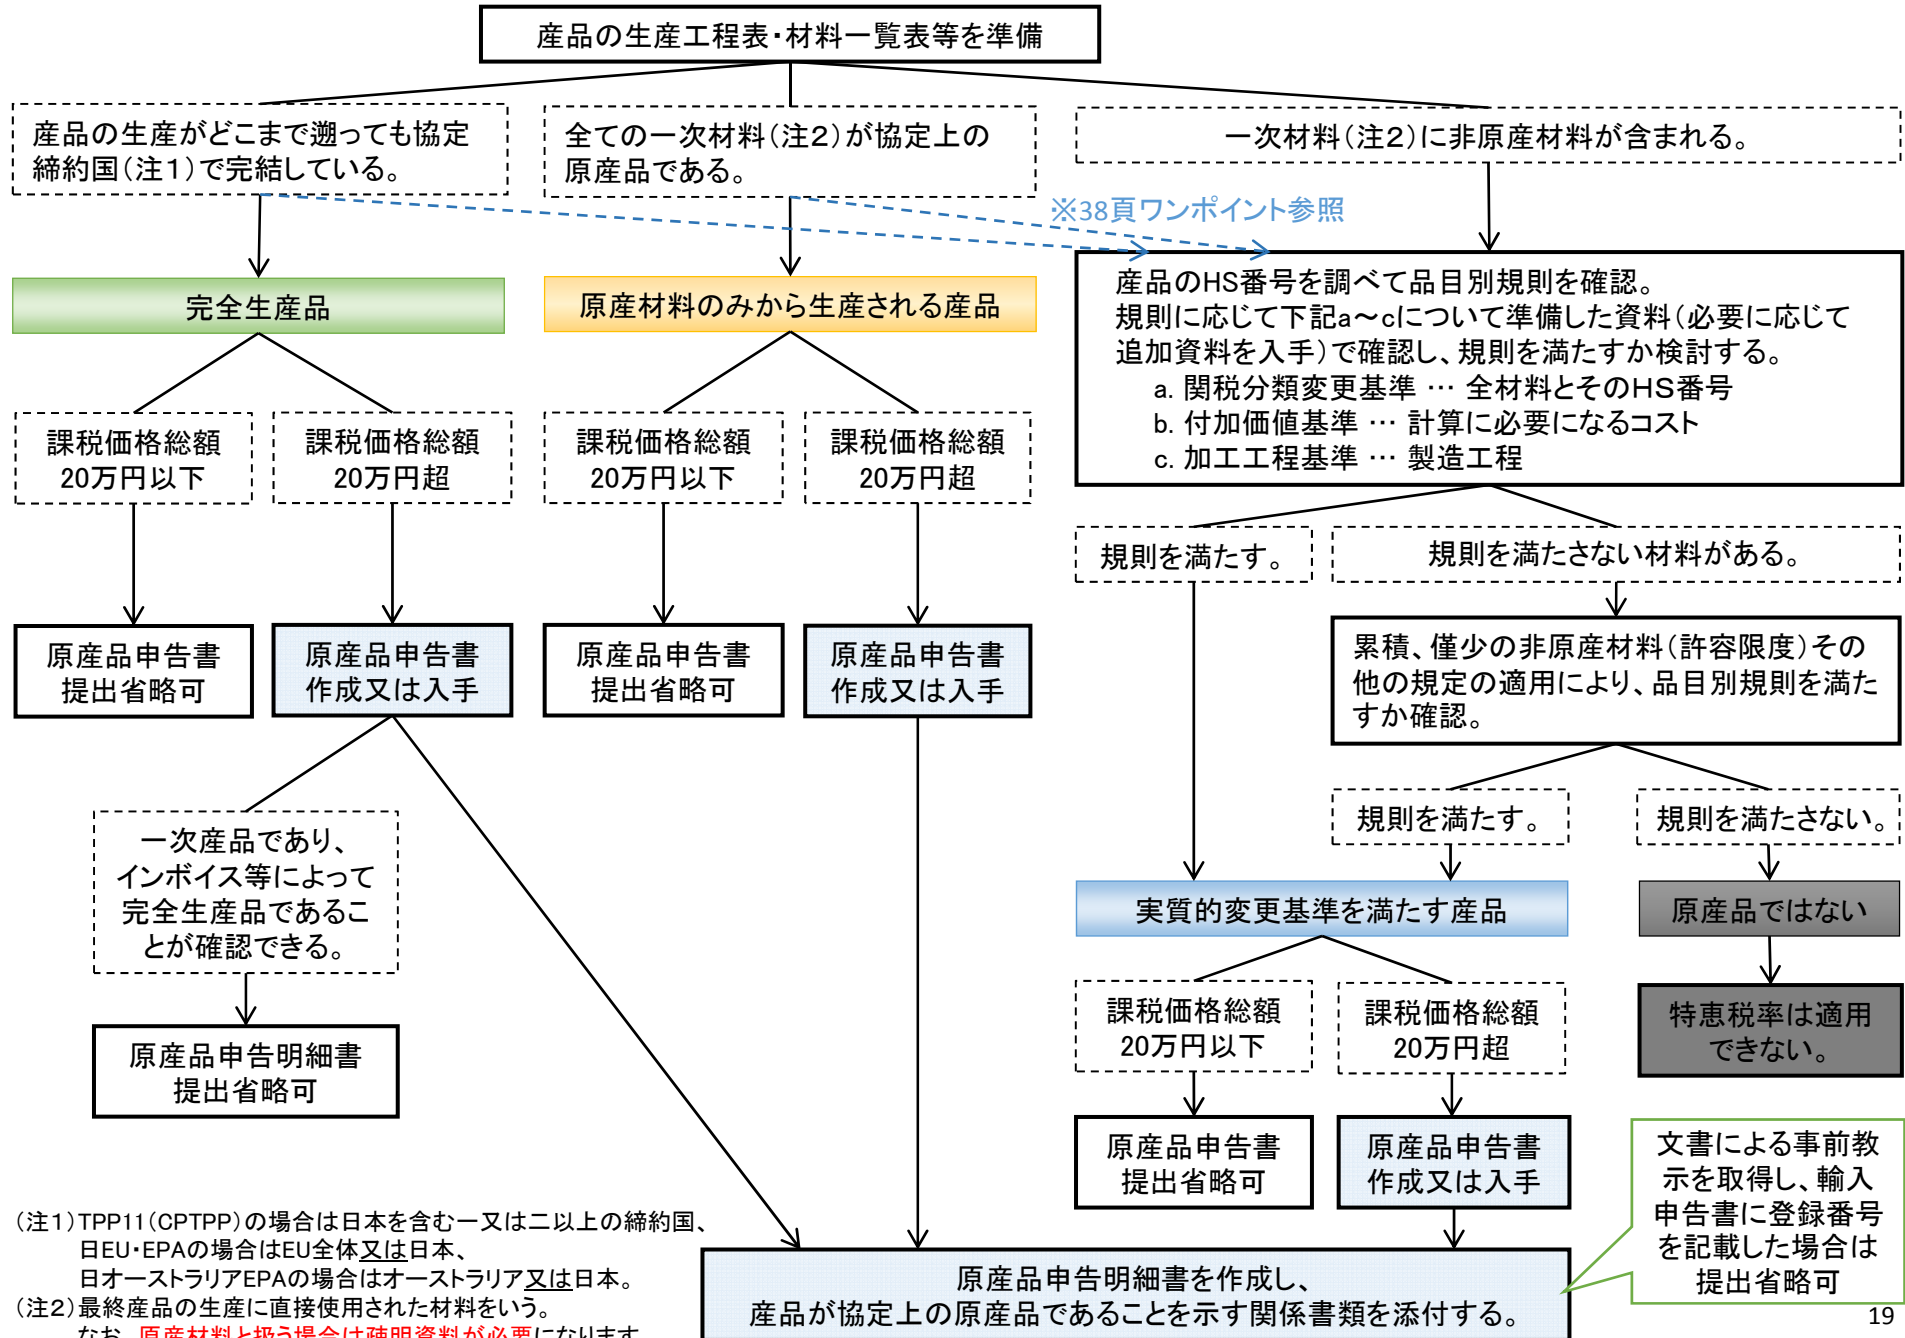 産品の生産工程表・材料一覧表等を準備
産品の生産がどこまで遡っても協定
締約国（注１）で完結している。
全ての一次材料（注２）が協定上の
原産品である。
一次材料（注２）に非原産材料が含まれる。
※38頁ワンポイント参照
完全生産品
原産材料のみから生産される産品
産品のHS番号を調べて品目別規則を確認。
規則に応じて下記a～cについて準備した資料（必要に応じて
追加資料を入手）で確認し、規則を満たすか検討する。
a. 関税分類変更基準 … 全材料とそのHS番号
b. 付加価値基準 … 計算に必要になるコスト
c. 加工工程基準 … 製造工程
課税価格総額
20万円以下
課税価格総額
20万円超
課税価格総額
20万円以下
課税価格総額
20万円超
規則を満たす。
規則を満たさない材料がある。
原産品申告書
提出省略可
原産品申告書
作成又は入手
原産品申告書
提出省略可
原産品申告書
作成又は入手
累積、僅少の非原産材料（許容限度）その
他の規定の適用により、品目別規則を満た
すか確認。
一次産品であり、
インボイス等によって
完全生産品であるこ
とが確認できる。
規則を満たす。
規則を満たさない。
実質的変更基準を満たす産品
原産品ではない
原産品申告明細書
提出省略可
課税価格総額
20万円以下
課税価格総額
20万円超
特恵税率は適用
できない。
原産品申告書
提出省略可
原産品申告書
作成又は入手
文書による事前教
示を取得し、輸入
申告書に登録番号
を記載した場合は
提出省略可
（注１）TPP11（CPTPP）の場合は日本を含む一又は二以上の締約国、
日EU・EPAの場合はEU全体又は日本、
日オーストラリアEPAの場合はオーストラリア又は日本。
（注２）最終産品の生産に直接使用された材料をいう。
なお、原産材料と扱う場合は疎明資料が必要になります
原産品申告明細書を作成し、
産品が協定上の原産品であることを示す関係書類を添付する。
19